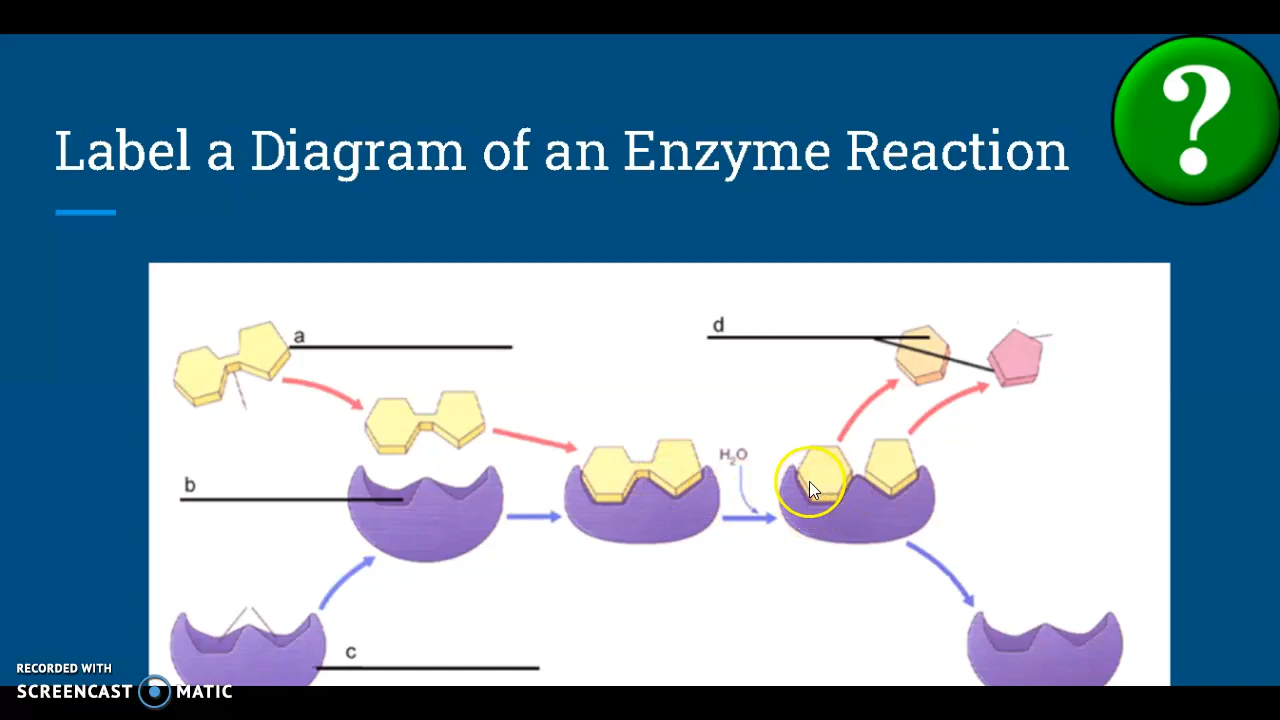 ?
Label a Diagram of an Enzyme Reaction
a
d
H₂O
b
c
RECORDED WITH
SCREENCAST MATIC